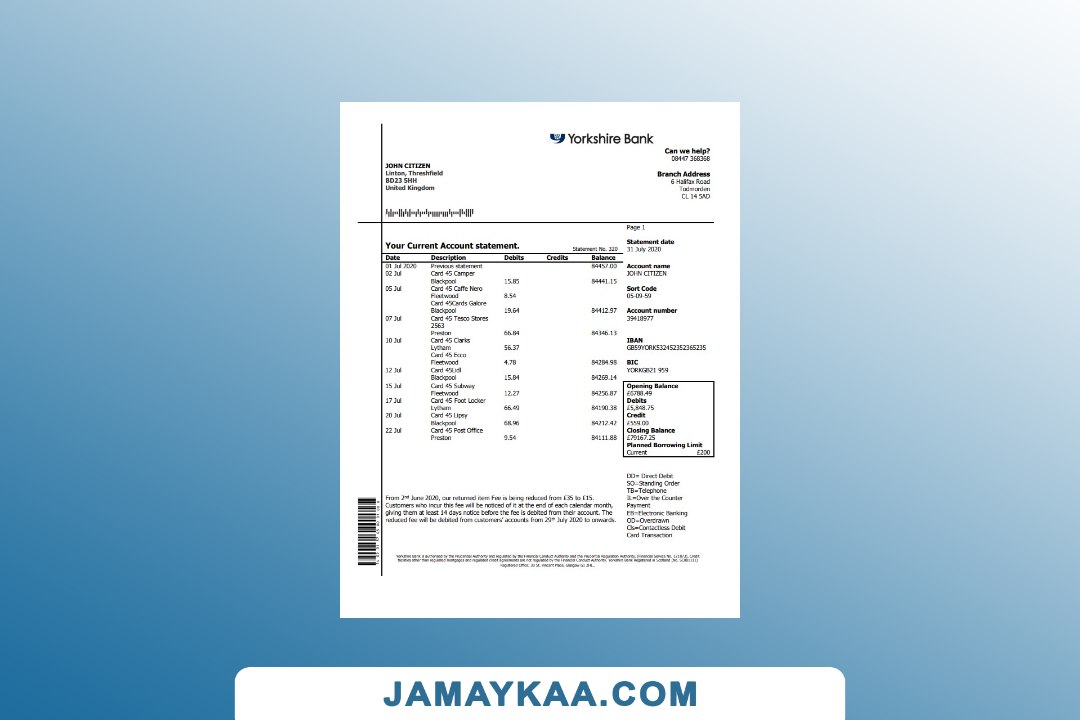 Yorkshire Bank
Can we help?
08447 368368
JOHN CITIZEN
Linton, Threshfield
BD23 5HH
United Kingdom
Branch Address
6 Halifax Road
Todmorden
CL 14 5AD
Page 1
Your Current Account statement.
Statement No. 320
Statement date
31 July 2020
Date Description Debits Credits Balance
01 Jul 2020 Previous statement 84457.00
02 Jul Card 45 Camper
Blackpool 15.85 84441.15
05 Jul Card 45 Caffe Nero
Fleetwood 8.54
Card 45Cards Galore
Blackpool 19.64 84412.97
07 Jul Card 45 Tesco Stores
2563
Preston 66.84 84346.13
10 Jul Card 45 Clarks
Lytham 56.37
Card 45 Ecco
Fleetwood 4.78 84284.98
12 Jul Card 45Lidl
Blackpool 15.84 84269.14
15 Jul Card 45 Subway
Fleetwood 12.27 84256.87
17 Jul Card 45 Foot Locker
Lytham 66.49 84190.38
20 Jul Card 45 Lipsy
Blackpool 68.96 84212.42
22 Jul Card 45 Post Office
Preston 9.54 84111.88
Account name
JOHN CITIZEN
Sort Code
05-09-59
Account number
39418977
IBAN
GB59YORK532452352365235
BIC
YORKGB21 959
Opening Balance
£6788.49
Debits
£5,848.75
Credit
£559.00
Closing Balance
£79167.25
Planned Borrowing Limit
Current £200
DD= Direct Debit
SO=Standing Order
TB=Telephone
IL=Over the Counter
Payment
EB=Electronic Banking
OD=Overdrawn
Cls=Contactless Debit
Card Transaction
From 2nd June 2020, our returned item Fee is being reduced from £35 to £15.
Customers who incur this fee will be noticed of it at the end of each calendar month,
giving them at least 14 days notice before the fee is debited from their account. The
reduced fee will be debited from customers' accounts from 29th July 2020 to onwards.
JAMAYKAA.COM